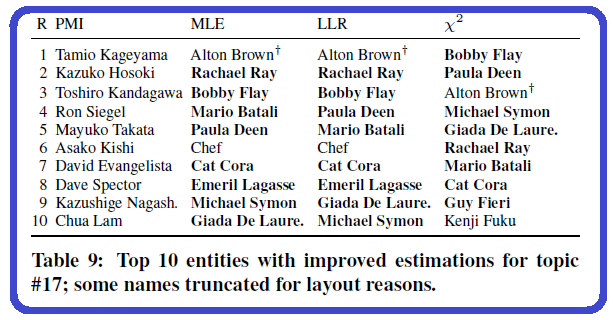 R PMI MLE LLR χ²
1 Tamio Kageyama Alton Brown† Alton Brown† Bobby Flay
2 Kazuko Hosoki Rachael Ray Rachael Ray Paula Deen
3 Toshiro Kandagawa Bobby Flay Bobby Flay Alton Brown†
4 Ron Siegel Mario Batali Paula Deen Michael Symon
5 Mayuko Takata Paula Deen Mario Batali Giada De Laure.
6 Asako Kishi Chef Chef Rachael Ray
7 David Evangelista Cat Cora Cat Cora Mario Batali
8 Dave Spector Emeril Lagasse Emeril Lagasse Cat Cora
9 Kazushige Nagash. Michael Symon Giada De Laure. Guy Fieri
10 Chua Lam Giada De Laure. Michael Symon Kenji Fuku
Table 9: Top 10 entities with improved estimations for topic
#17; some names truncated for layout reasons.